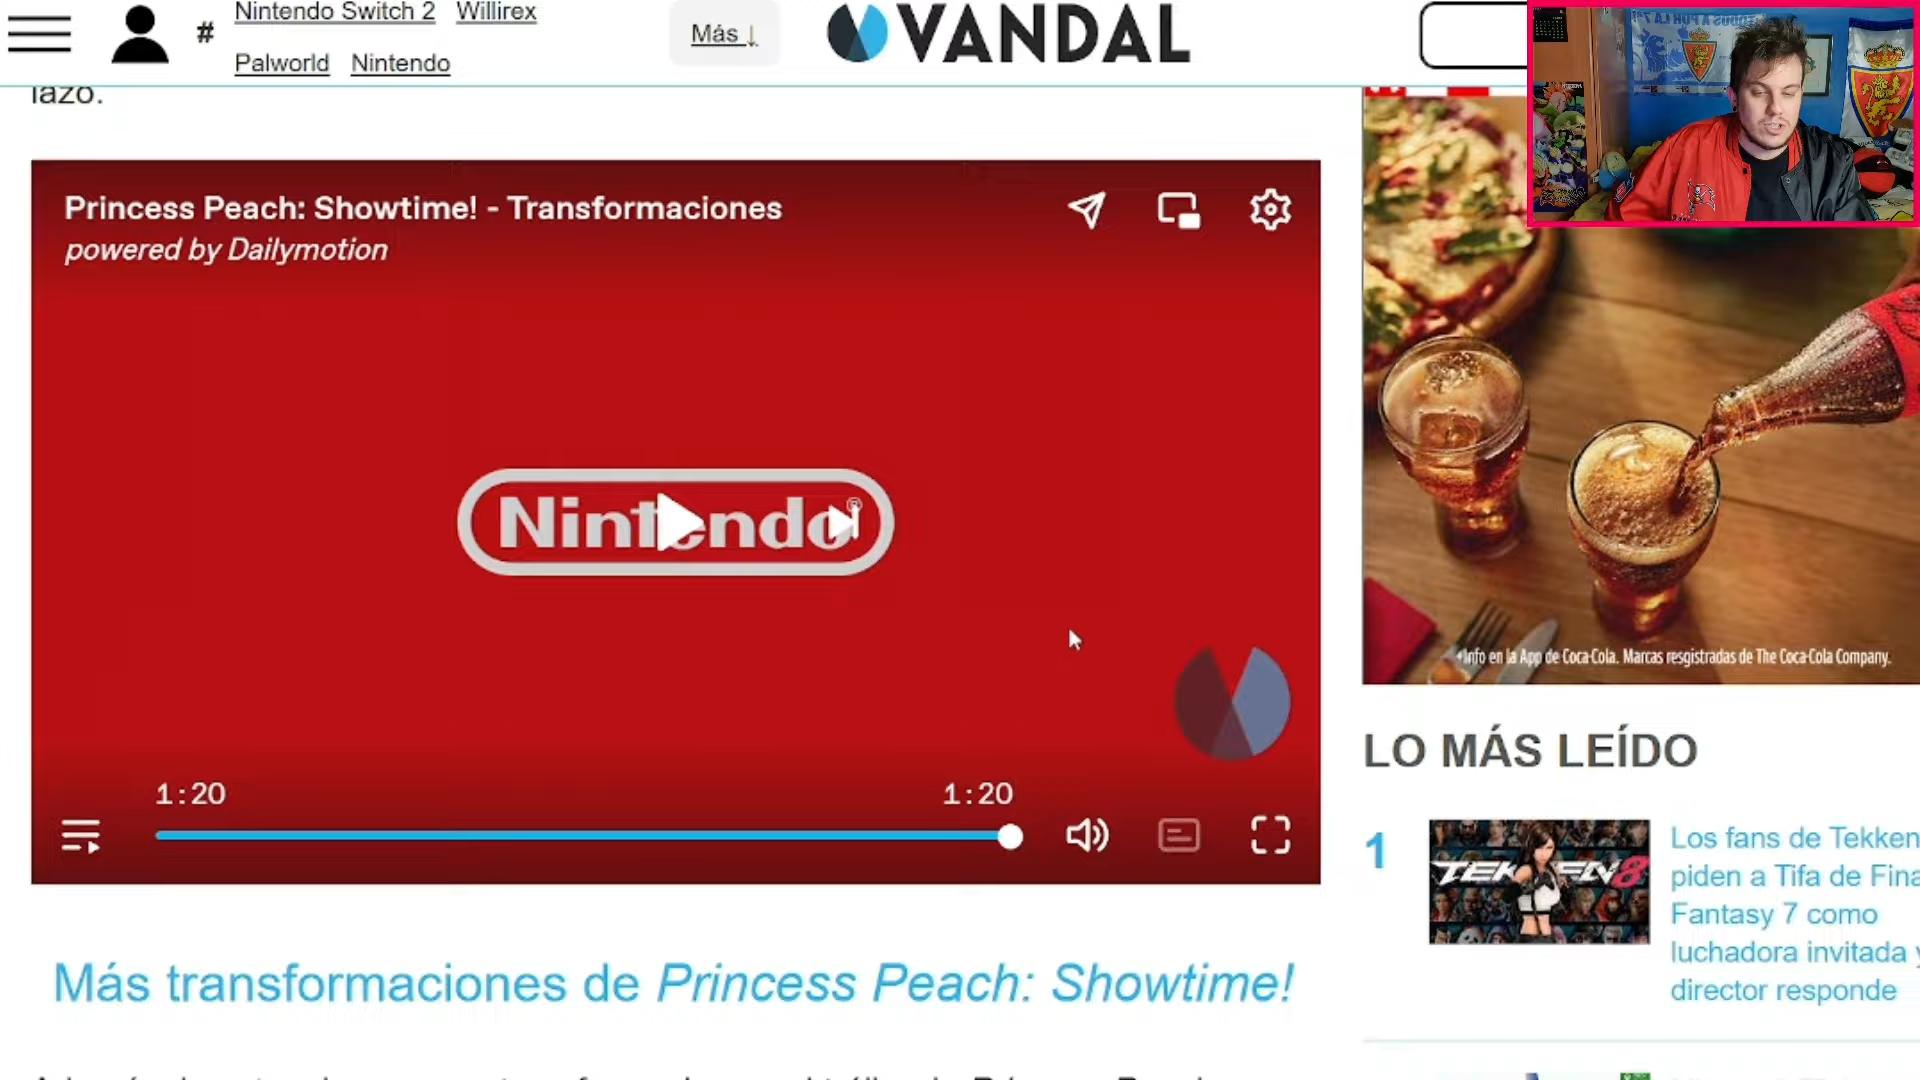 # Nintendo Switch 2 Willirex
Palworld Nintendo
Más ↓
VANDAL
lazo.
Princess Peach: Showtime! - Transformaciones
powered by Dailymotion
Nintendo®
1:20 1:20
Más transformaciones de Princess Peach: Showtime!
+Info en la App de Coca-Cola. Marcas resgistradas de The Coca-Cola Company.
LO MÁS LEÍDO
1
TEKKEN 8
Los fans de Tekken
piden a Tifa de Fina
Fantasy 7 como
luchadora invitada y
director responde